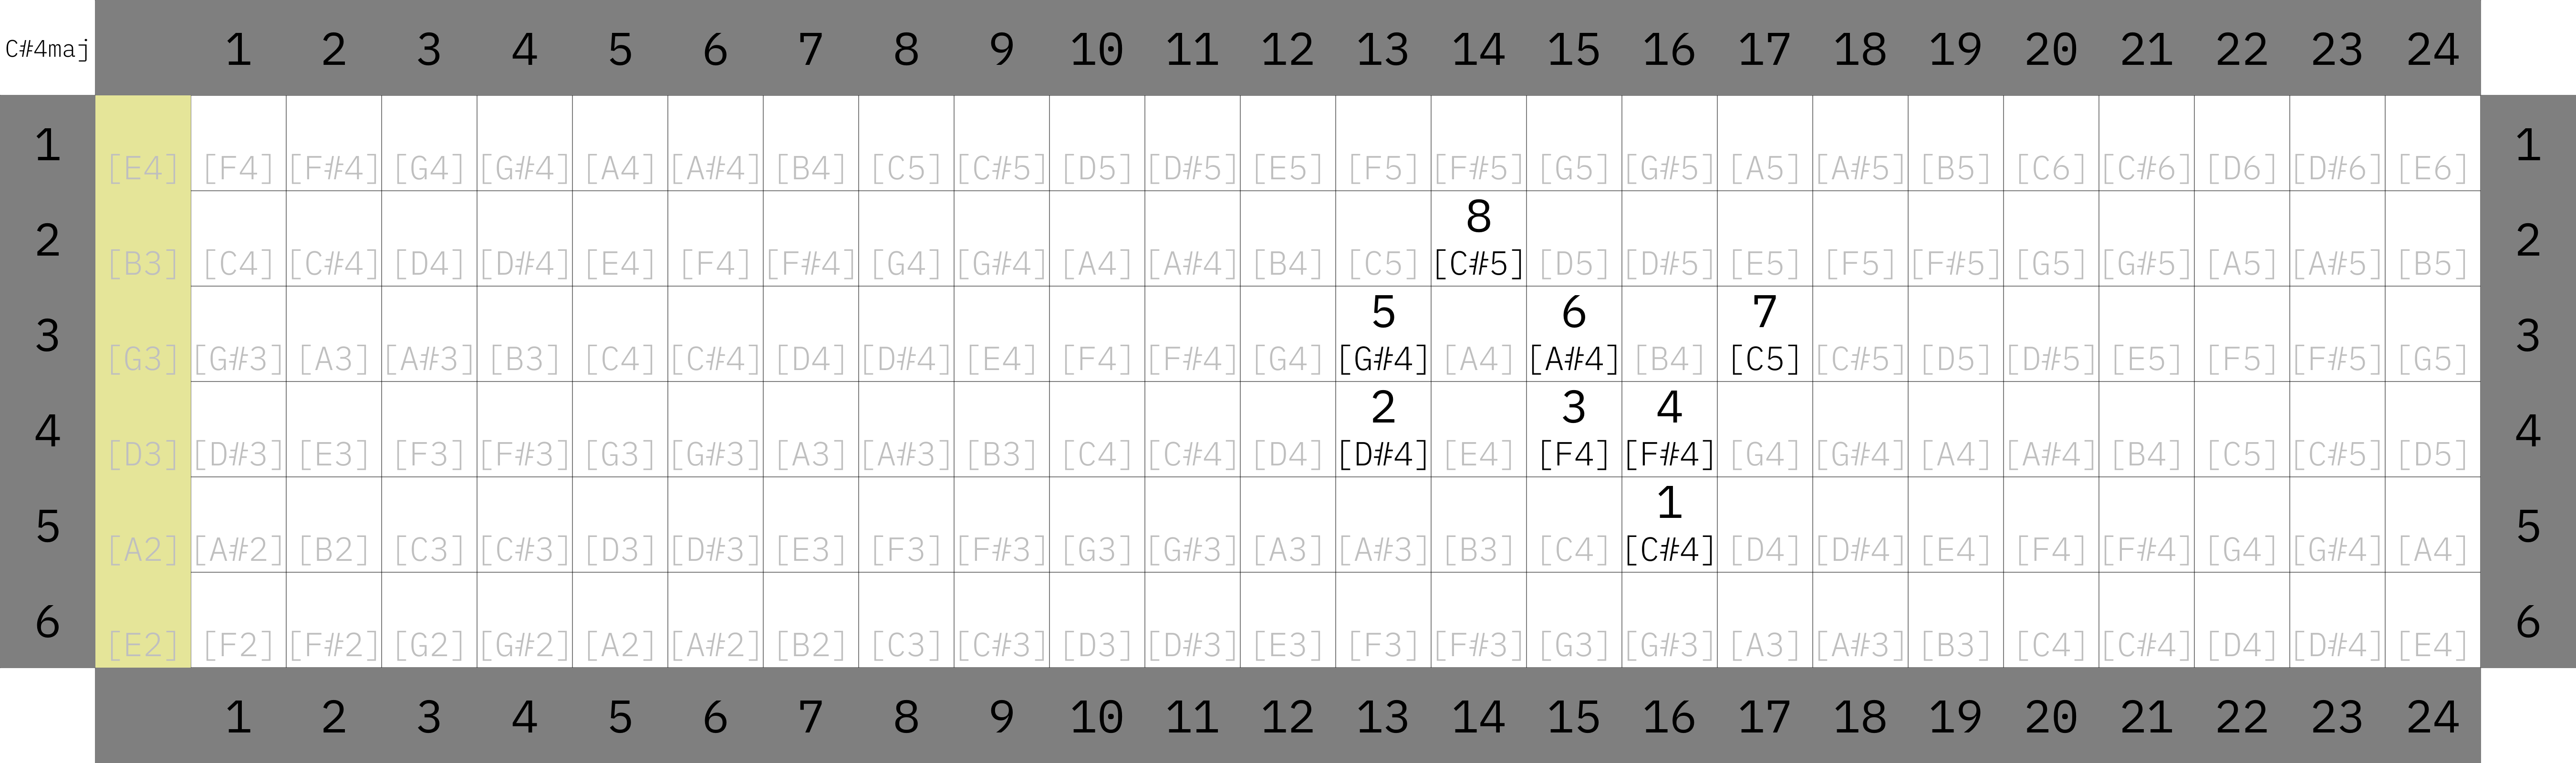 C#4maj 1 2 3 4 5 6 7 8 9 10 11 12 13 14 15 16 17 18 19 20 21 22 23 24
1 [E4] [F4] [F#4] [G4] [G#4] [A4] [A#4] [B4] [C5] [C#5] [D5] [D#5] [E5] [F5] [F#5] [G5] [G#5] [A5] [A#5] [B5] [C6] [C#6] [D6] [D#6] [E6] 1
8
2 [B3] [C4] [C#4] [D4] [D#4] [E4] [F4] [F#4] [G4] [G#4] [A4] [A#4] [B4] [C5] [C#5] [D5] [D#5] [E5] [F5] [F#5] [G5] [G#5] [A5] [A#5] [B5] 2
5 6 7
3 [G3] [G#3] [A3] [A#3] [B3] [C4] [C#4] [D4] [D#4] [E4] [F4] [F#4] [G4] [G#4] [A4] [A#4] [B4] [C5] [C#5] [D5] [D#5] [E5] [F5] [F#5] [G5] 3
2 3 4
4 [D3] [D#3] [E3] [F3] [F#3] [G3] [G#3] [A3] [A#3] [B3] [C4] [C#4] [D4] [D#4] [E4] [F4] [F#4] [G4] [G#4] [A4] [A#4] [B4] [C5] [C#5] [D5] 4
1
5 [A2] [A#2] [B2] [C3] [C#3] [D3] [D#3] [E3] [F3] [F#3] [G3] [G#3] [A3] [A#3] [B3] [C4] [C#4] [D4] [D#4] [E4] [F4] [F#4] [G4] [G#4] [A4] 5
6 [E2] [F2] [F#2] [G2] [G#2] [A2] [A#2] [B2] [C3] [C#3] [D3] [D#3] [E3] [F3] [F#3] [G3] [G#3] [A3] [A#3] [B3] [C4] [C#4] [D4] [D#4] [E4] 6
1 2 3 4 5 6 7 8 9 10 11 12 13 14 15 16 17 18 19 20 21 22 23 24